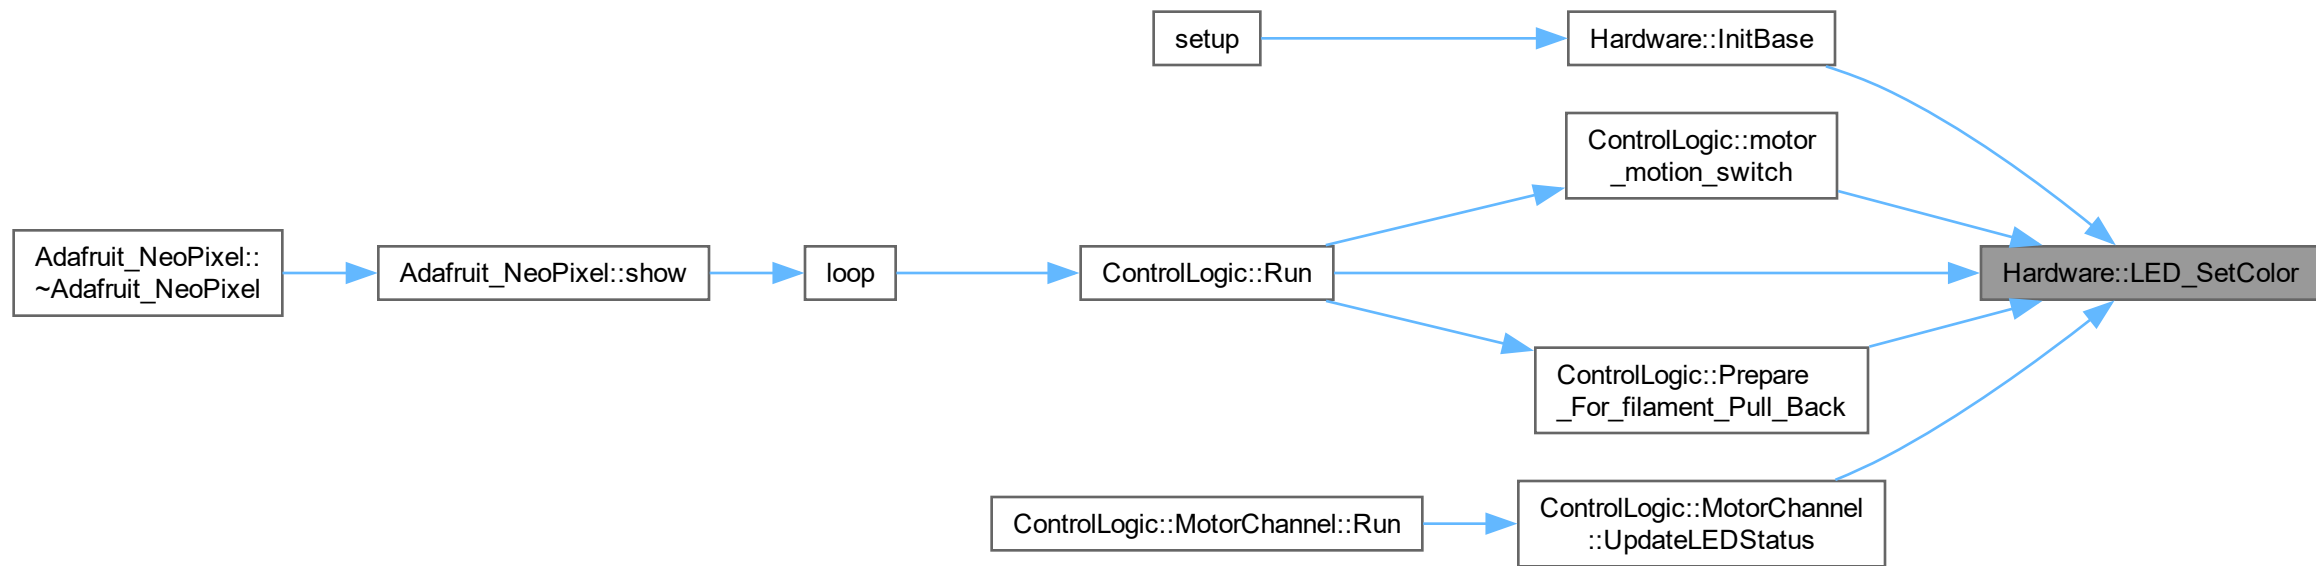 setup
Hardware::InitBase
ControlLogic::motor
_motion_switch
Adafruit_NeoPixel::
~Adafruit_NeoPixel
Adafruit_NeoPixel::show
loop
ControlLogic::Run
Hardware::LED_SetColor
ControlLogic::Prepare
_For_filament_Pull_Back
ControlLogic::MotorChannel::Run
ControlLogic::MotorChannel
::UpdateLEDStatus